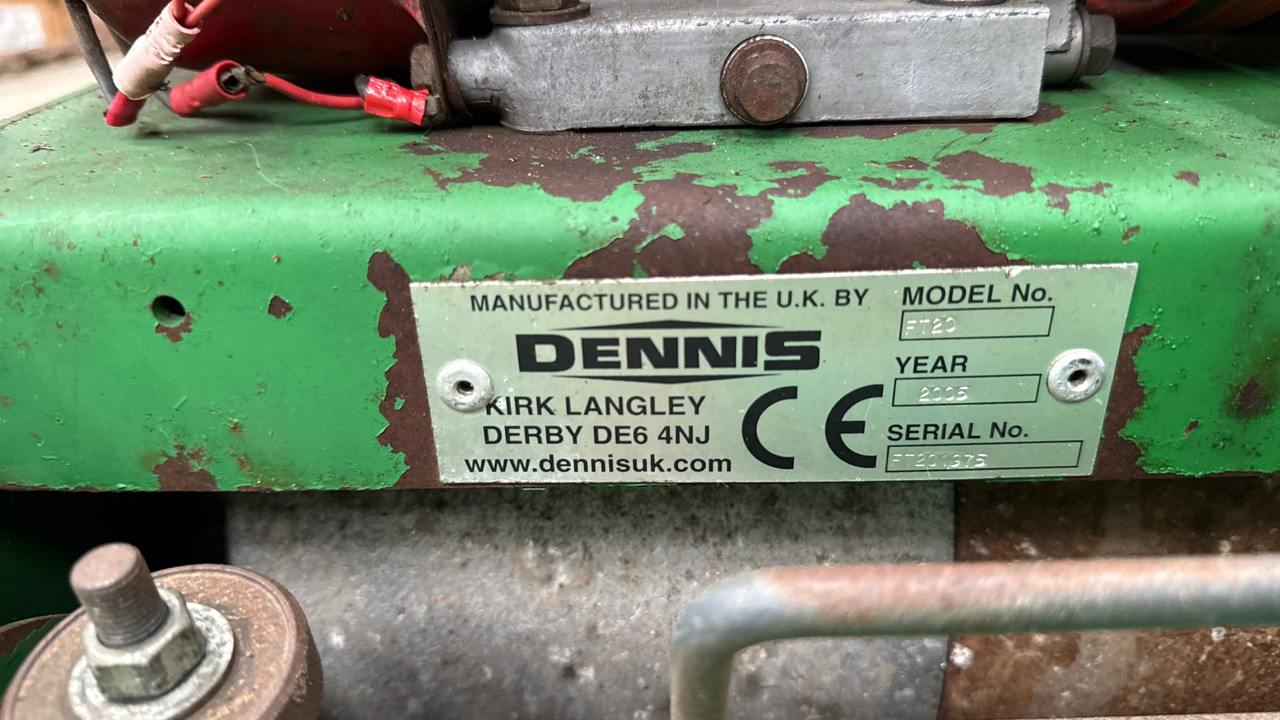 MANUFACTURED IN THE U.K. BY
DENNIS
KIRK LANGLEY
DERBY DE6 4NJ
www.dennisuk.com
CE
MODEL No.
FT20
YEAR
2005
SERIAL No.